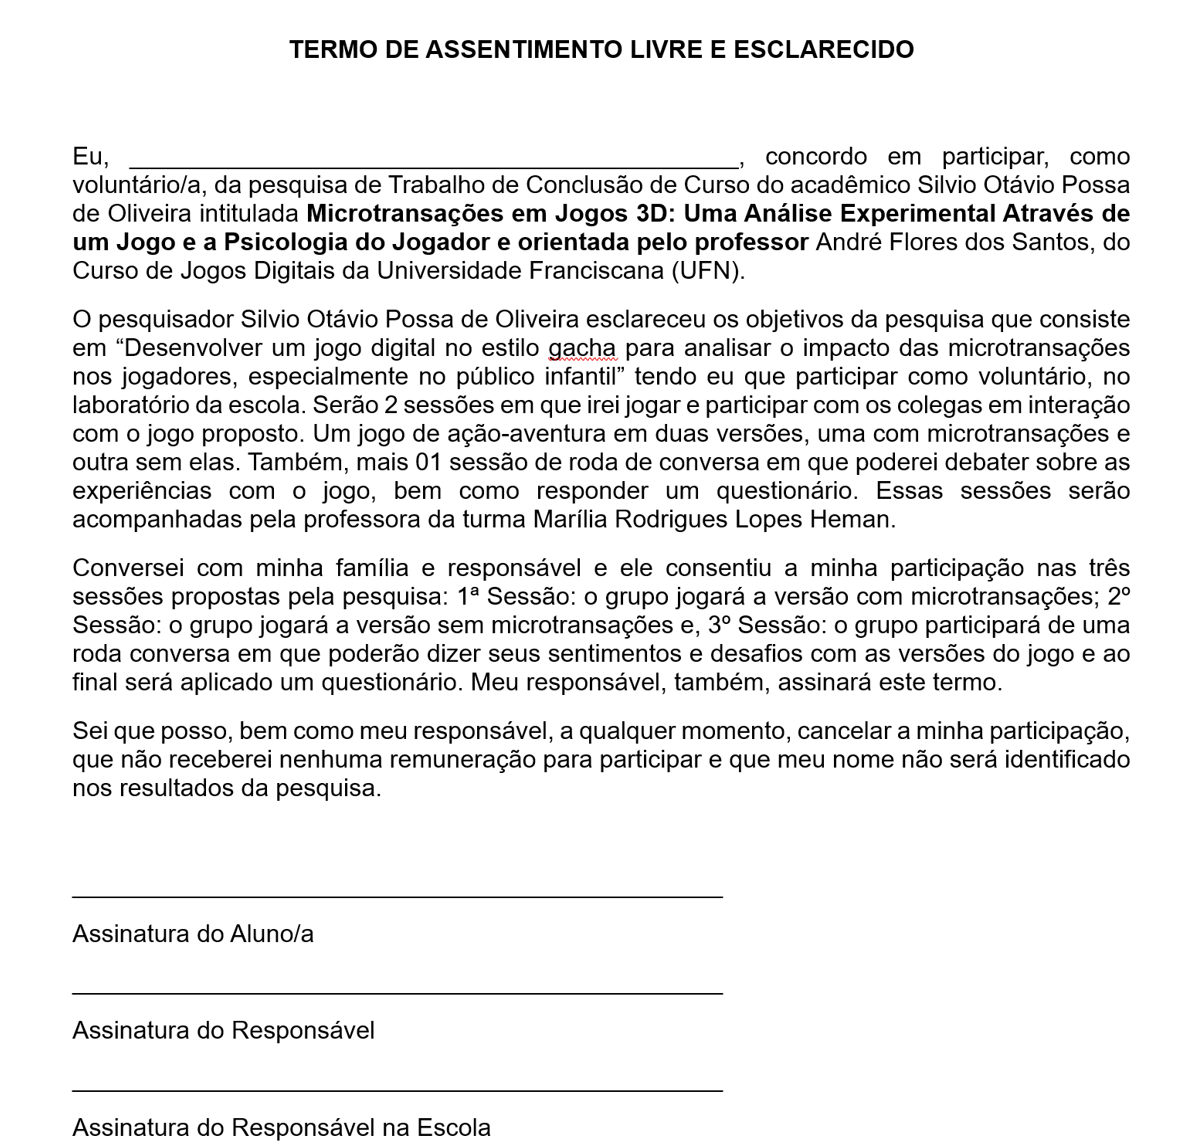 TERMO DE ASSENTIMENTO LIVRE E ESCLARECIDO
Eu, ____________________________________________, concordo em participar, como
voluntário/a, da pesquisa de Trabalho de Conclusão de Curso do acadêmico Silvio Otávio Possa
de Oliveira intitulada Microtransações em Jogos 3D: Uma Análise Experimental Através de
um Jogo e a Psicologia do Jogador e orientada pelo professor André Flores dos Santos, do
Curso de Jogos Digitais da Universidade Franciscana (UFN).
O pesquisador Silvio Otávio Possa de Oliveira esclareceu os objetivos da pesquisa que consiste
em “Desenvolver um jogo digital no estilo gacha para analisar o impacto das microtransações
nos jogadores, especialmente no público infantil” tendo eu que participar como voluntário, no
laboratório da escola. Serão 2 sessões em que irei jogar e participar com os colegas em interação
com o jogo proposto. Um jogo de ação-aventura em duas versões, uma com microtransações e
outra sem elas. Também, mais 01 sessão de roda de conversa em que poderei debater sobre as
experiências com o jogo, bem como responder um questionário. Essas sessões serão
acompanhadas pela professora da turma Marília Rodrigues Lopes Heman.
Conversei com minha família e responsável e ele consentiu a minha participação nas três
sessões propostas pela pesquisa: 1ª Sessão: o grupo jogará a versão com microtransações; 2º
Sessão: o grupo jogará a versão sem microtransações e, 3º Sessão: o grupo participará de uma
roda conversa em que poderão dizer seus sentimentos e desafios com as versões do jogo e ao
final será aplicado um questionário. Meu responsável, também, assinará este termo.
Sei que posso, bem como meu responsável, a qualquer momento, cancelar a minha participação,
que não receberei nenhuma remuneração para participar e que meu nome não será identificado
nos resultados da pesquisa.
Assinatura do Aluno/a
Assinatura do Responsável
Assinatura do Responsável na Escola